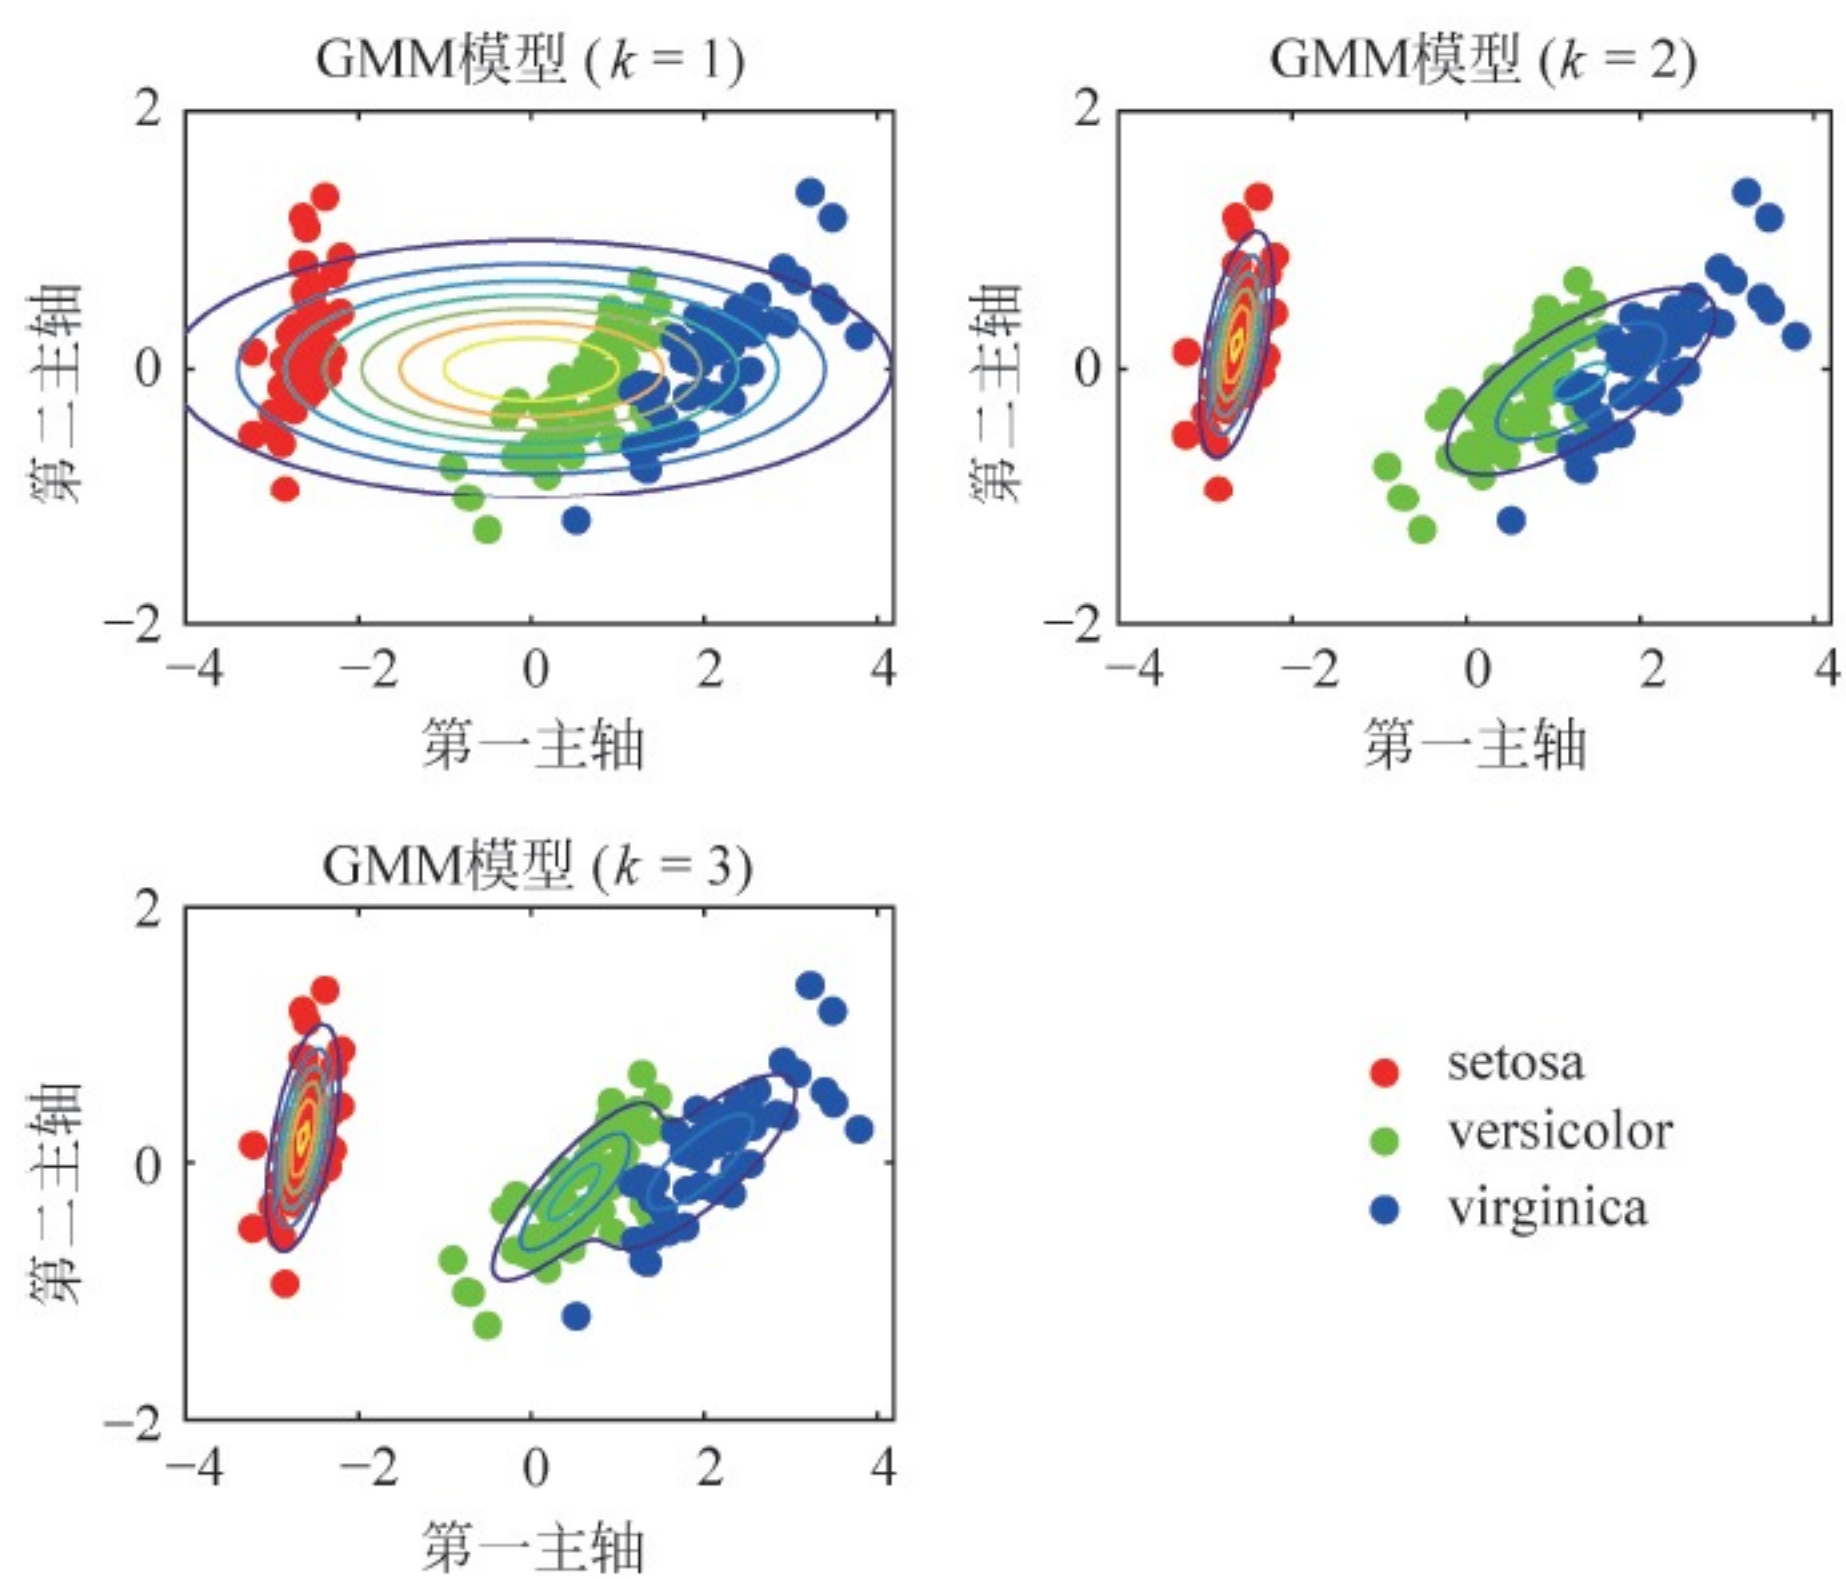 GMM模型 (k = 1)
2
0
−2
−4 −2 0 2 4
第二主轴
第一主轴
GMM模型 (k = 2)
2
0
−2
−4 −2 0 2 4
第二主轴
第一主轴
GMM模型 (k = 3)
2
0
−2
−4 −2 0 2 4
第二主轴
第一主轴
setosa
versicolor
virginica